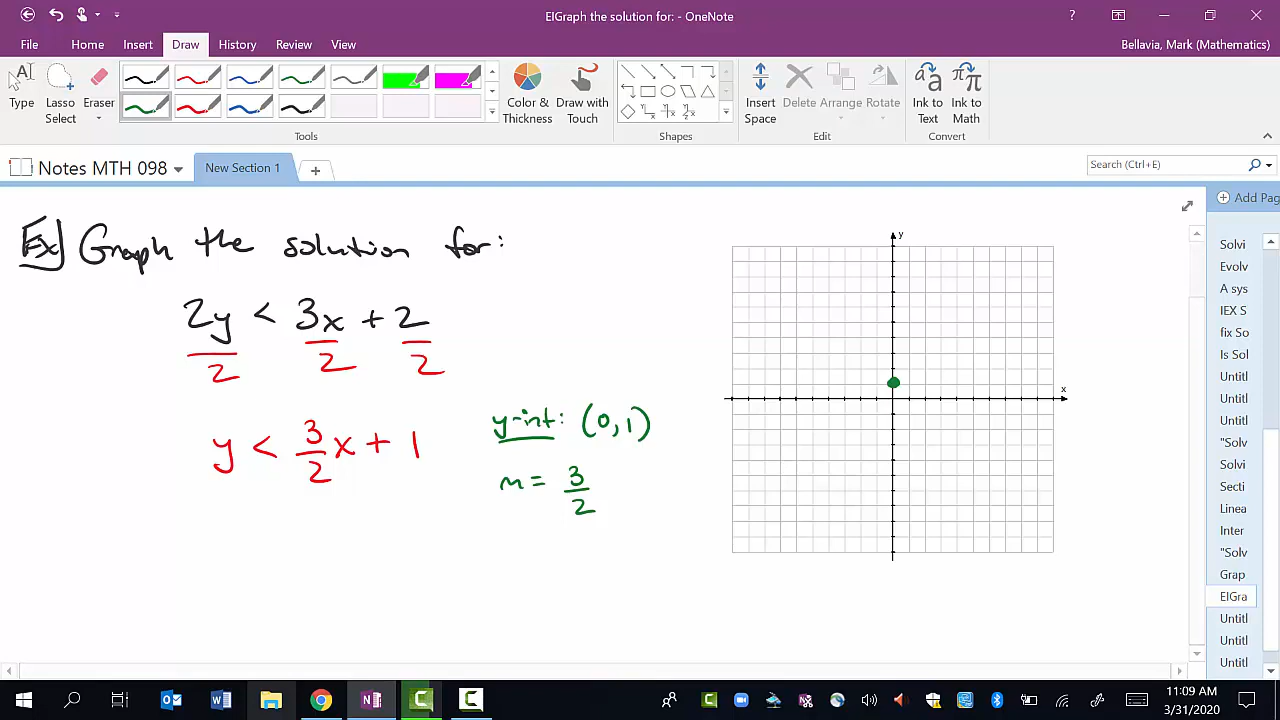 EIGraph the solution for: - OneNote
?
File Home Insert Draw History Review View
Bellavia, Mark (Mathematics)
Type
Lasso Select
Eraser
Color & Thickness
Draw with Touch
Insert Space
Delete
Arrange
Rotate
Ink to Text
Ink to Math
Tools
Shapes
Edit
Convert
Notes MTH 098
New Section 1
+
Search (Ctrl+E)
Add Pag
Ex] Graph the solution for:
2y < 3x + 2
2 2 2
y < 3/2 x + 1
y-int: (0,1)
m = 3/2
y
x
Solvi
Evolv
A sys
IEX S
fix So
Is Sol
Untitl
Untitl
Untitl
"Solv
Solvi
Secti
Linea
Inter
"Solv
Grap
EIGra
Untitl
Untitl
Untitl
11:09 AM
3/31/2020